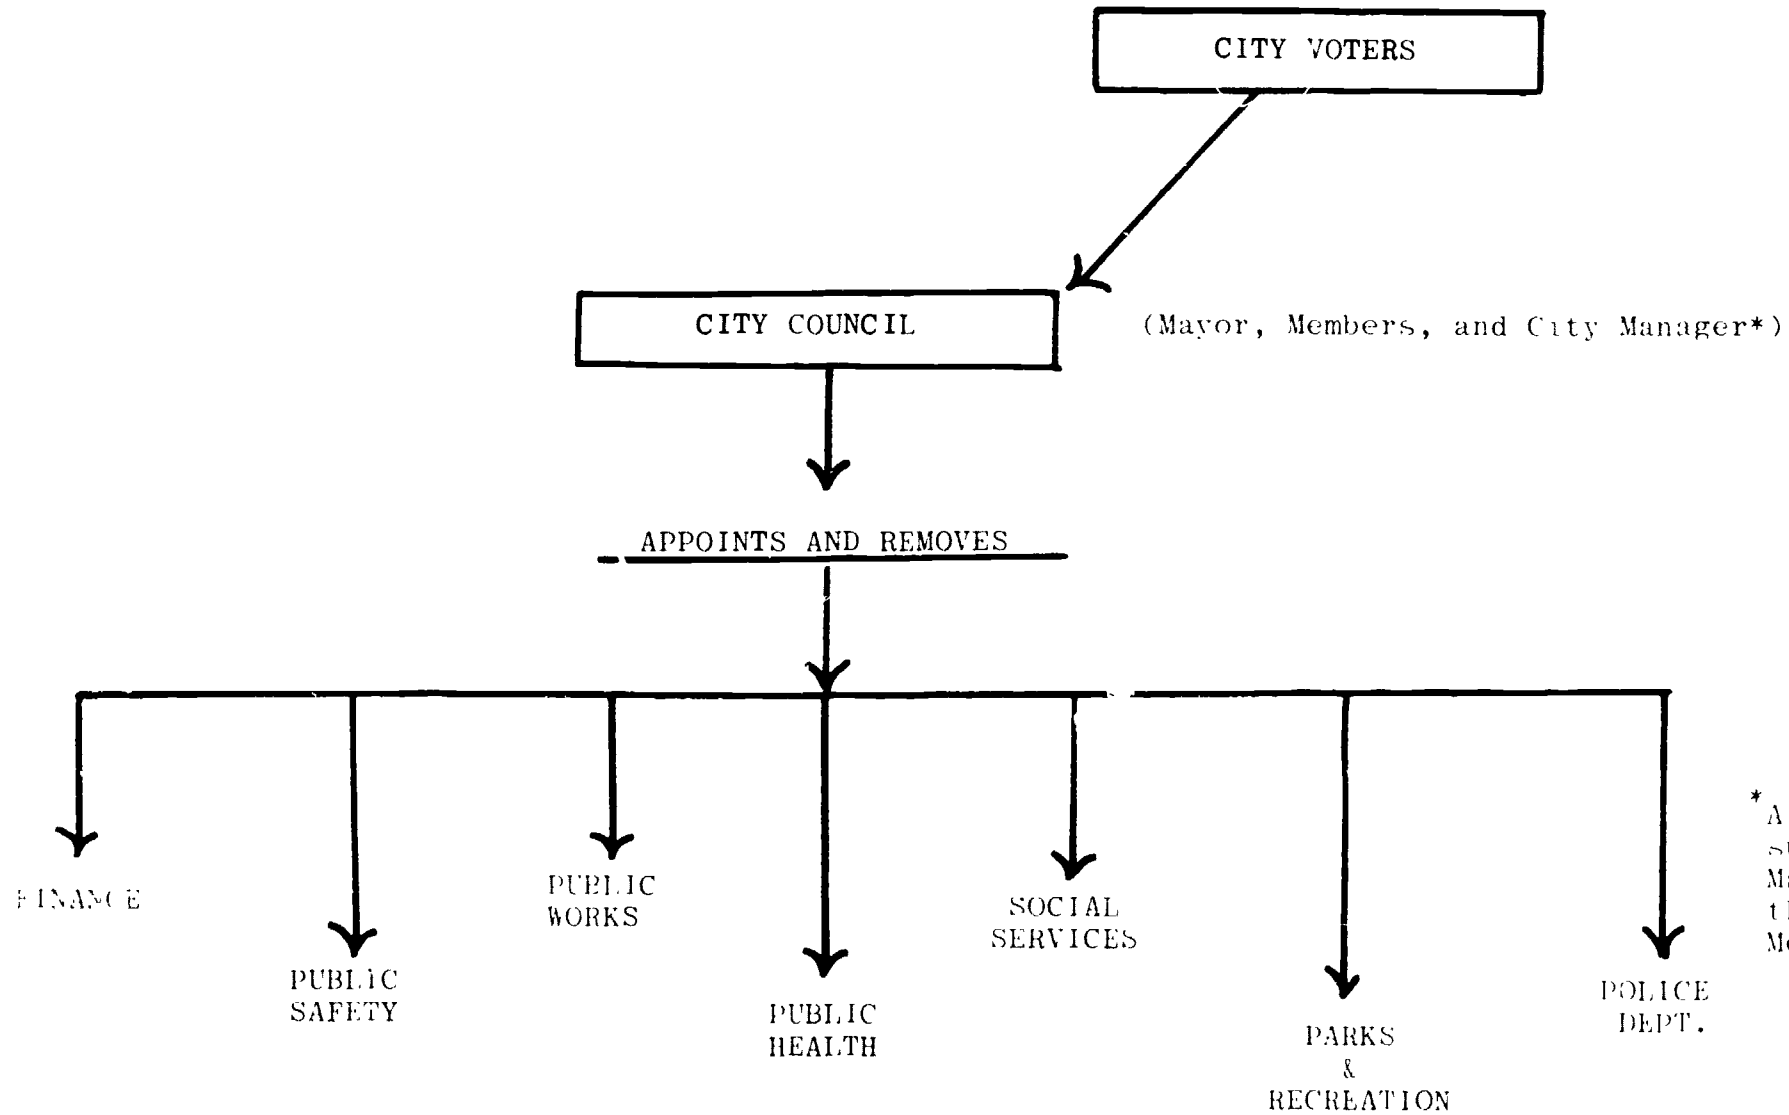 CITY VOTERS
CITY COUNCIL
(Mayor, Members, and City Manager*)
APPOINTS AND REMOVES
FINANCE
PUBLIC
SAFETY
PUBLIC
WORKS
PUBLIC
HEALTH
SOCIAL
SERVICES
PARKS
&
RECREATION
POLICE
DEPT.
*A